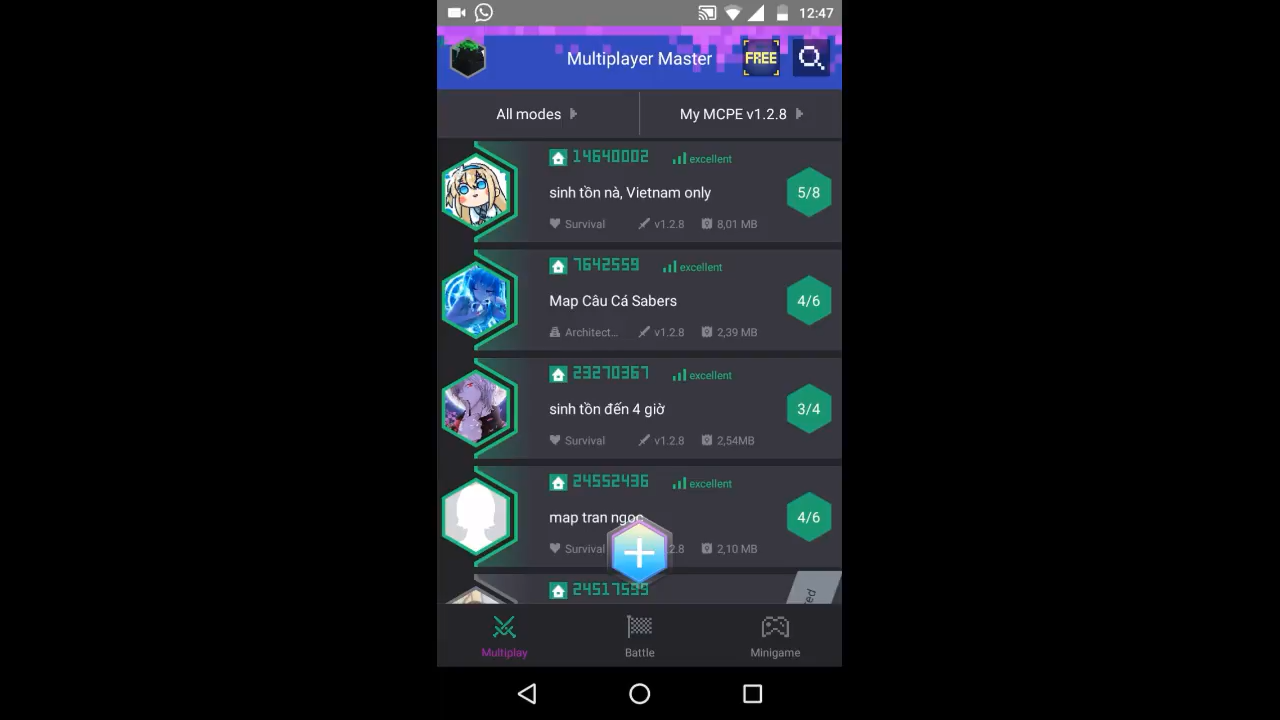 12:47
Multiplayer Master
FREE
All modes
My MCPE v1.2.8
14640002 excellent
sinh tồn nà, Vietnam only
5/8
Survival v1.2.8 8,01 MB
7642559 excellent
Map Câu Cá Sabers
4/6
Architect... v1.2.8 2,39 MB
23270367 excellent
sinh tồn đến 4 giờ
3/4
Survival v1.2.8 2,54MB
24552436 excellent
map tran ngoc
4/6
Survival 2.8 2,10 MB
24517599
Multiplay
Battle
Minigame